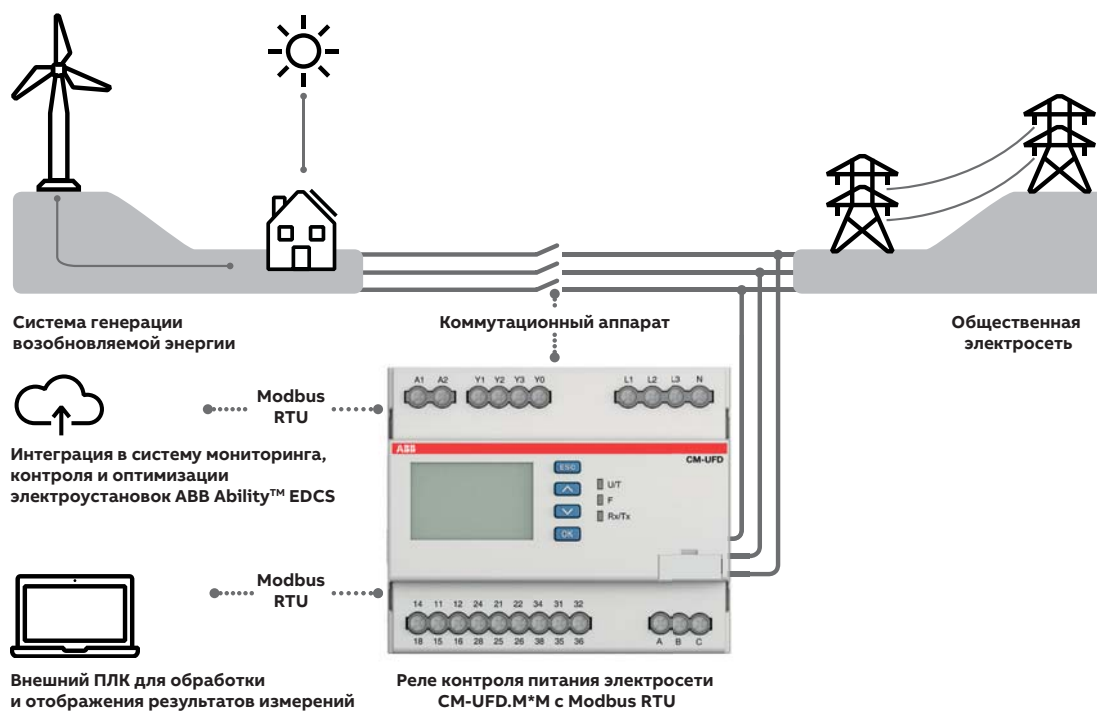 Система генерации
возобновляемой энергии
Коммутационный аппарат
Общественная
электросеть
Modbus
RTU
Интеграция в систему мониторинга,
контроля и оптимизации
электроустановок ABB Ability™ EDCS
A1 A2 Y1 Y2 Y3 Y0 L1 L2 L3 N
ABB
CM-UFD
ESC
U/T
F
Rx/Tx
OK
Modbus
RTU
14 11 12 24 21 22 34 31 32
18 15 16 28 25 26 38 35 36
A B C
Внешний ПЛК для обработки
и отображения результатов измерений
Реле контроля питания электросети
CM-UFD.M*M с Modbus RTU